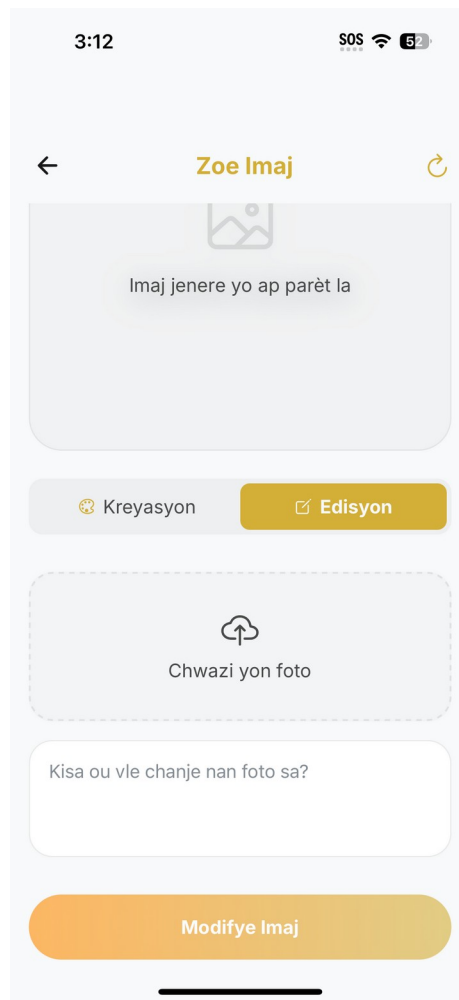 3:12
SOS
52
Zoe Imaj
Imaj jenere yo ap parèt la
Kreyasyon
Edisyon
Chwazi yon foto
Kisa ou vle chanje nan foto sa?
Modifye Imaj